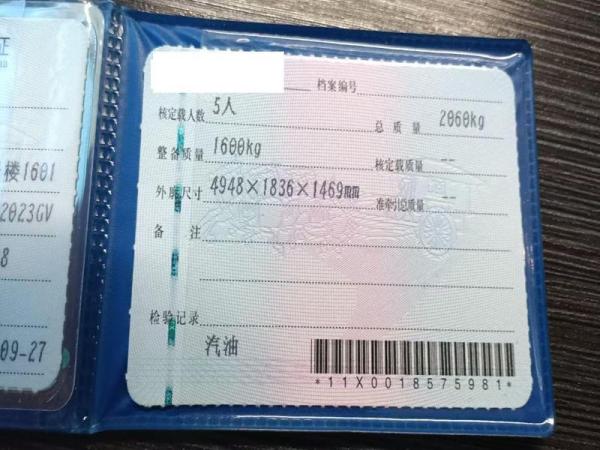 证
楼1601
2023GV
8
09-27
档案编号
核定载人数 5人 总质量 2060kg
整备质量 1600kg 核定载质量 --
外廓尺寸 4948×1836×1469mm 准牵引总质量 --
备注
检验记录
汽油
*11X0018575981*